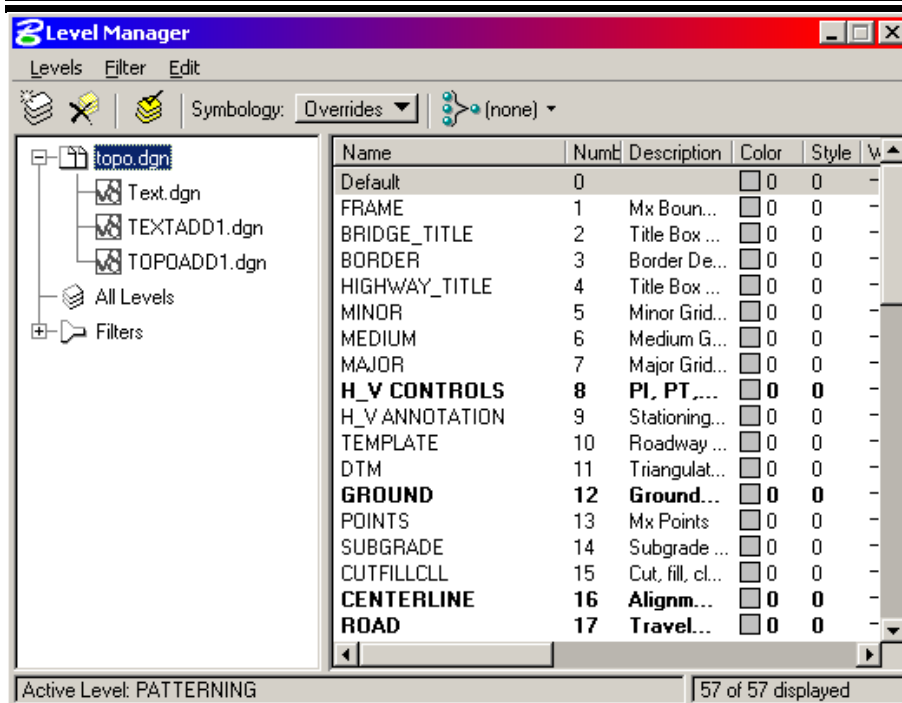 Level Manager
Levels Filter Edit
Symbology: Overrides (none)
topo.dgn
Text.dgn
TEXTADD1.dgn
TOPOADD1.dgn
All Levels
Filters
Name Numb Description Color Style
Default 0 0 0
FRAME 1 Mx Boun... 0 0
BRIDGE_TITLE 2 Title Box ... 0 0
BORDER 3 Border De... 0 0
HIGHWAY_TITLE 4 Title Box ... 0 0
MINOR 5 Minor Grid... 0 0
MEDIUM 6 Medium G... 0 0
MAJOR 7 Major Grid... 0 0
H_V CONTROLS 8 PI, PT,... 0 0
H_V ANNOTATION 9 Stationing... 0 0
TEMPLATE 10 Roadway ... 0 0
DTM 11 Triangulat... 0 0
GROUND 12 Ground... 0 0
POINTS 13 Mx Points 0 0
SUBGRADE 14 Subgrade ... 0 0
CUTFILLCLL 15 Cut, fill, cl... 0 0
CENTERLINE 16 Alignm... 0 0
ROAD 17 Travel... 0 0
Active Level: PATTERNING
57 of 57 displayed